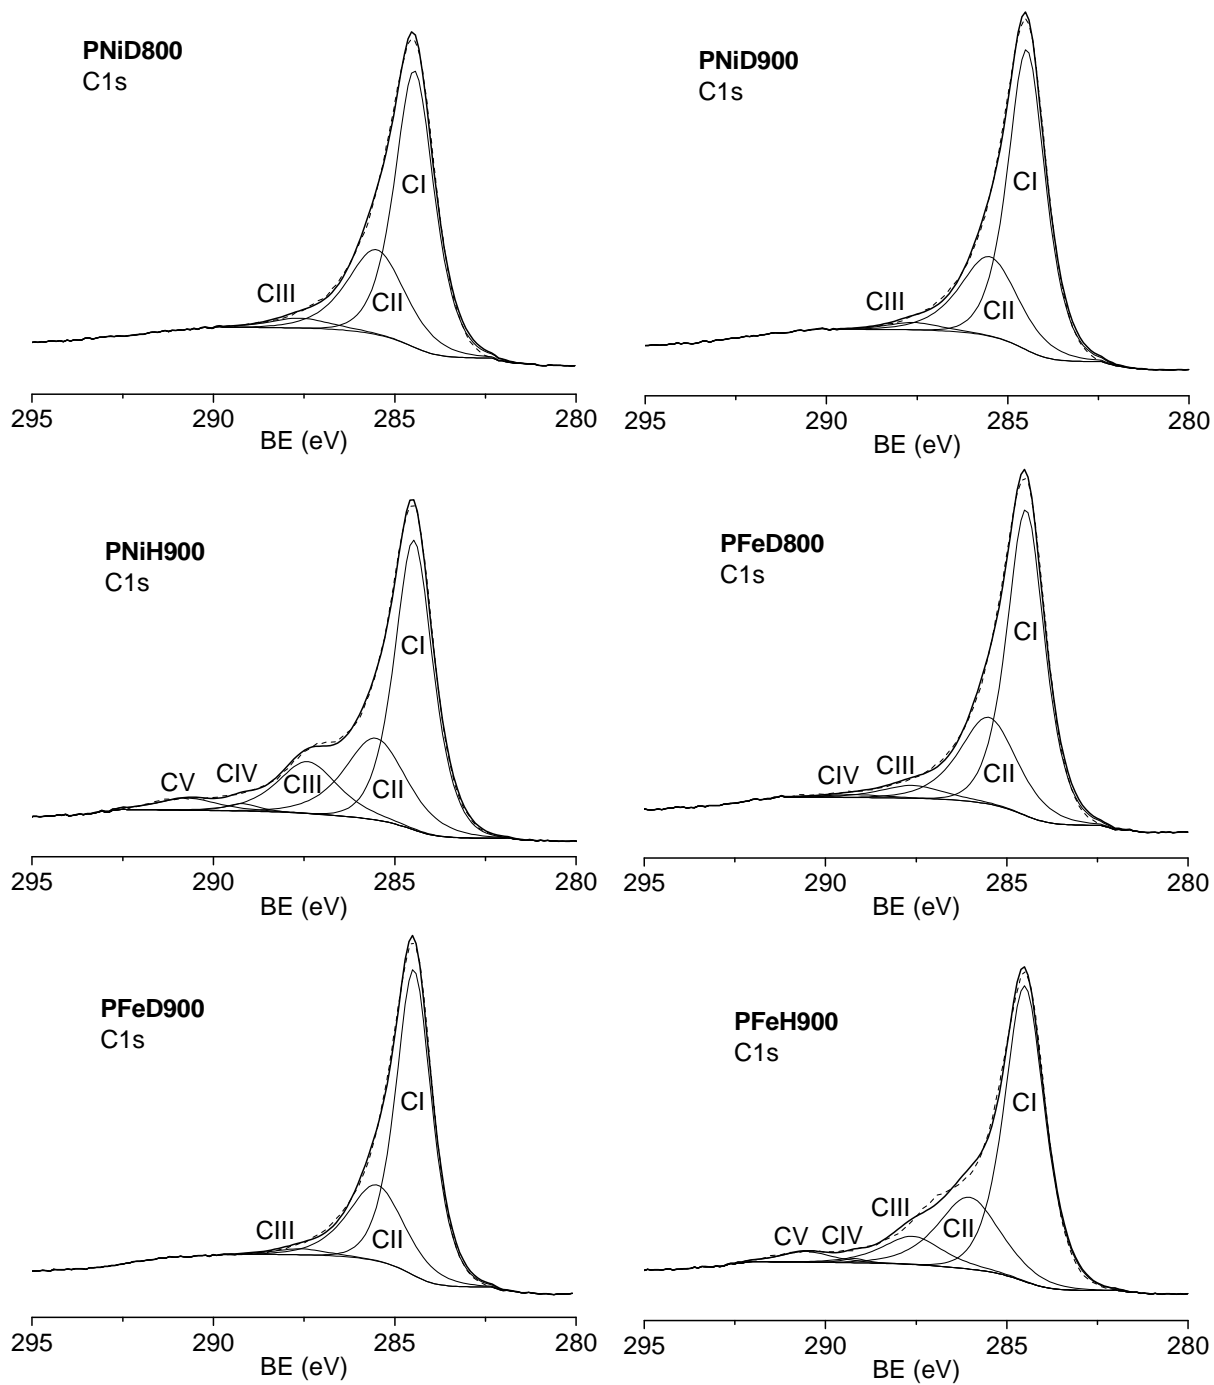 PNiD800
C1s
CI
CIII
CII
295 290 285 280
BE (eV)
PNiD900
C1s
CI
CIII
CII
290 285 280
BE (eV)
PNiH900
C1s
CI
CV CIV CIII CII
295 290 285 280
BE (eV)
PFeD800
C1s
CI
CIV CIII CII
290 285 280
BE (eV)
PFeD900
C1s
CI
CIII
CII
295 290 285 280
BE (eV)
PFeH900
C1s
CI
CIII
CV CIV CII
290 285 280
BE (eV)